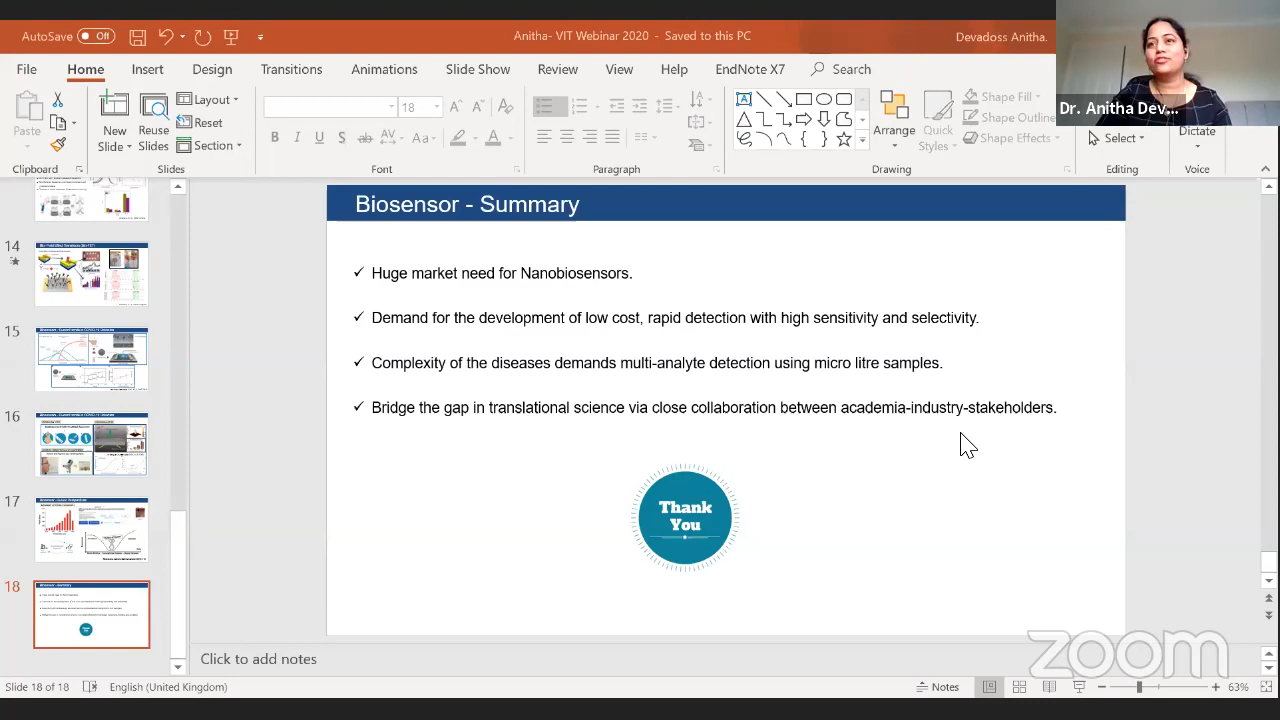 AutoSave Off
Anitha- VIT Webinar 2020 - Saved to this PC
Devadoss Anitha.
File Home Insert Design Transitions Animations Slide Show Review View Help EndNote X7 Search
Dr. Anitha Dev...
Paste
New Slide
Reuse Slides
Layout
Reset
Section
18
Arrange
Quick Styles
Shape Fill
Shape Outline
Shape Effects
Select
Dictate
Clipboard Slides Font Paragraph Drawing Editing Voice
14
15
16
17
18
Biosensor - Summary
✓ Huge market need for Nanobiosensors.
✓ Demand for the development of low cost, rapid detection with high sensitivity and selectivity.
✓ Complexity of the diseases demands multi-analyte detection using micro litre samples.
✓ Bridge the gap in translational science via close collaboration between academia-industry-stakeholders.
Thank
You
Click to add notes
zoom
Slide 18 of 18 English (United Kingdom) Notes 63%